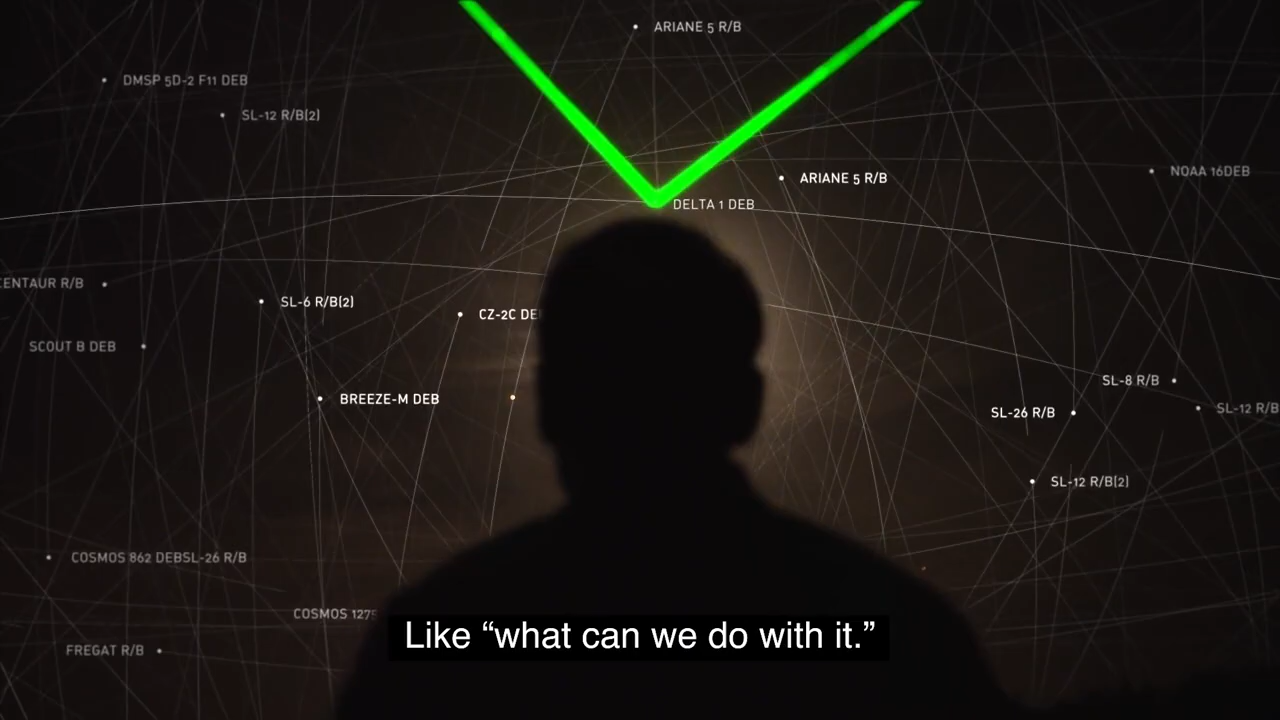 ARIANE 5 R/B
DMSP 5D-2 F11 DEB
SL-12 R/B(2)
NOAA 16DEB
ARIANE 5 R/B
DELTA 1 DEB
CENTAUR R/B
SL-6 R/B(2)
CZ-2C DE
SCOUT B DEB
SL-8 R/B
BREEZE-M DEB
SL-26 R/B
SL-12 R/B
SL-12 R/B(2)
COSMOS 862 DEBSL-26 R/B
COSMOS 1275
Like “what can we do with it.”
FREGAT R/B